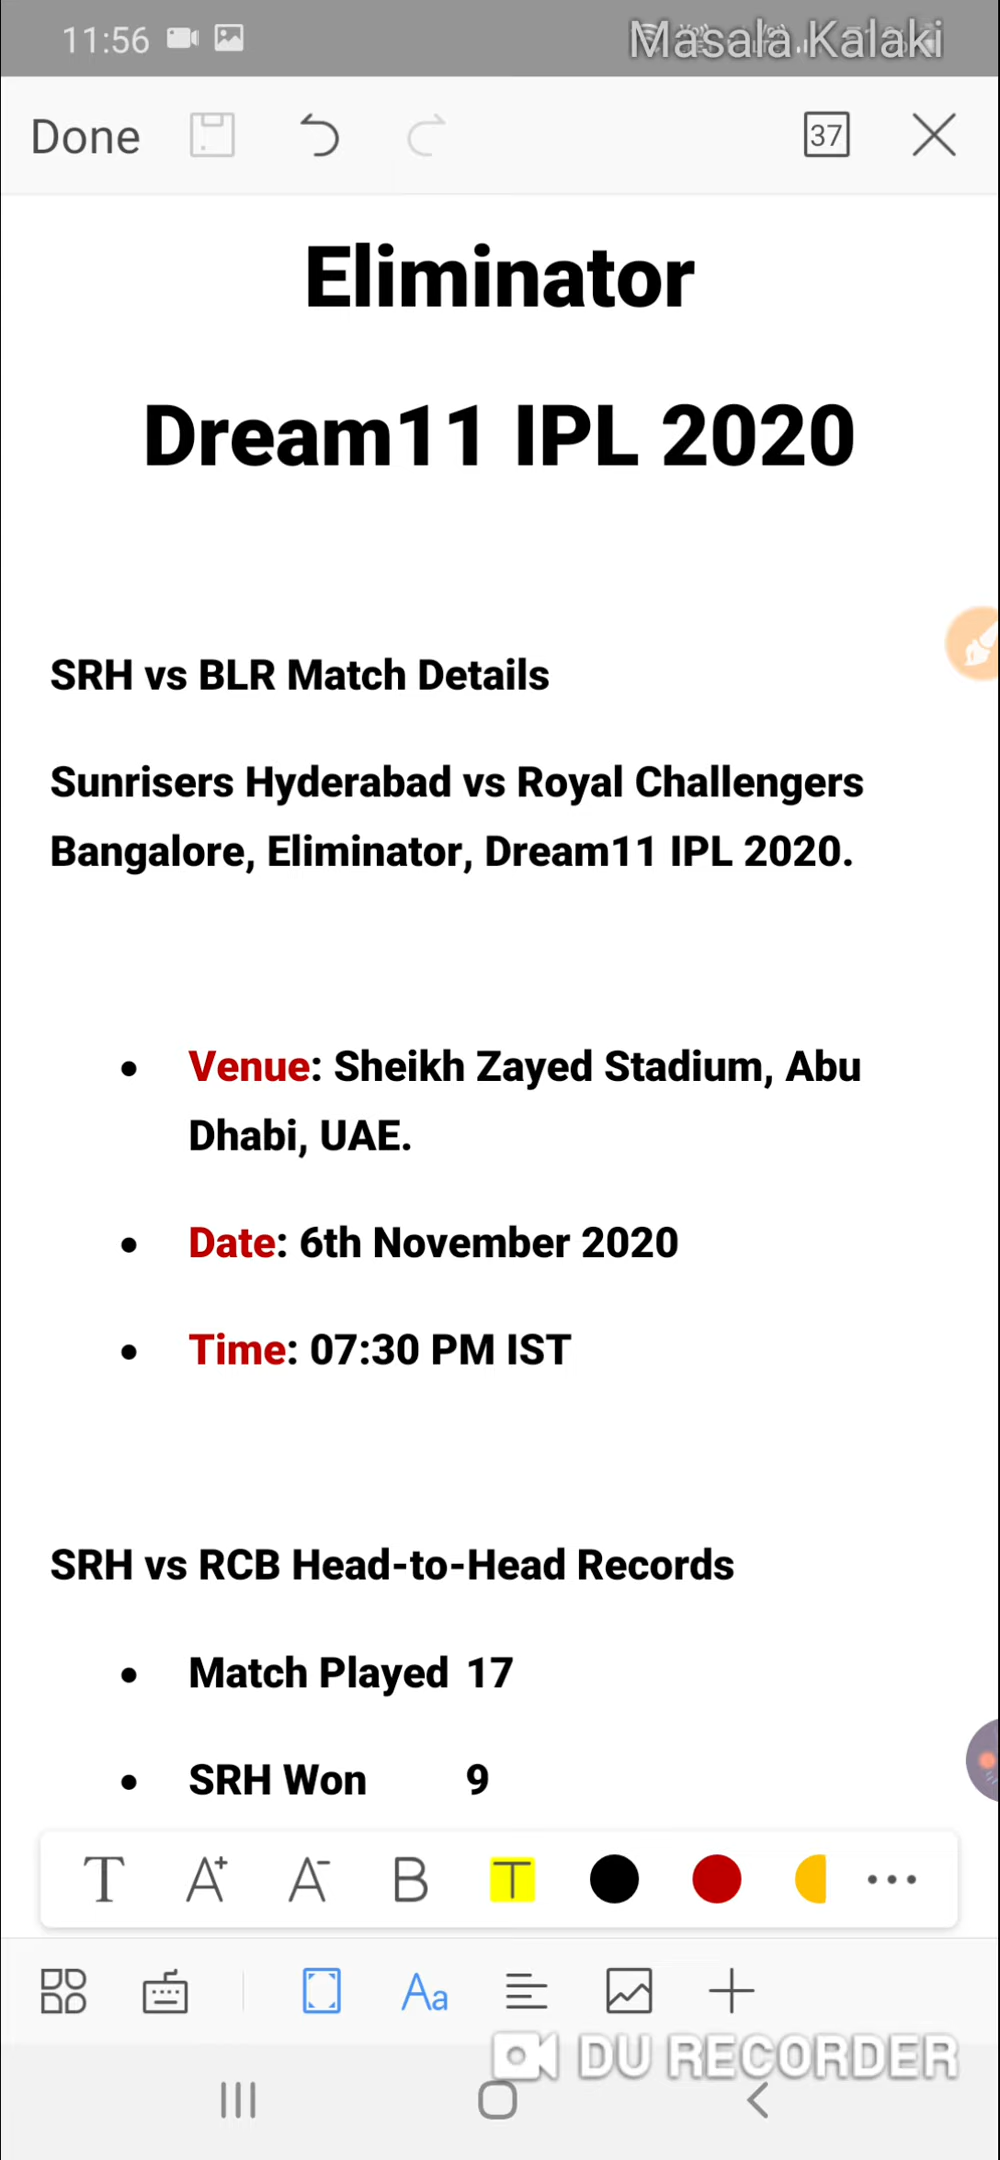 11:56
Masala Kalaki
Done
37
Eliminator
Dream11 IPL 2020
SRH vs BLR Match Details
Sunrisers Hyderabad vs Royal Challengers
Bangalore, Eliminator, Dream11 IPL 2020.
• Venue: Sheikh Zayed Stadium, Abu
Dhabi, UAE.
• Date: 6th November 2020
• Time: 07:30 PM IST
SRH vs RCB Head-to-Head Records
• Match Played 17
• SRH Won 9
T A+ A- B T ...
Aa
DU RECORDER